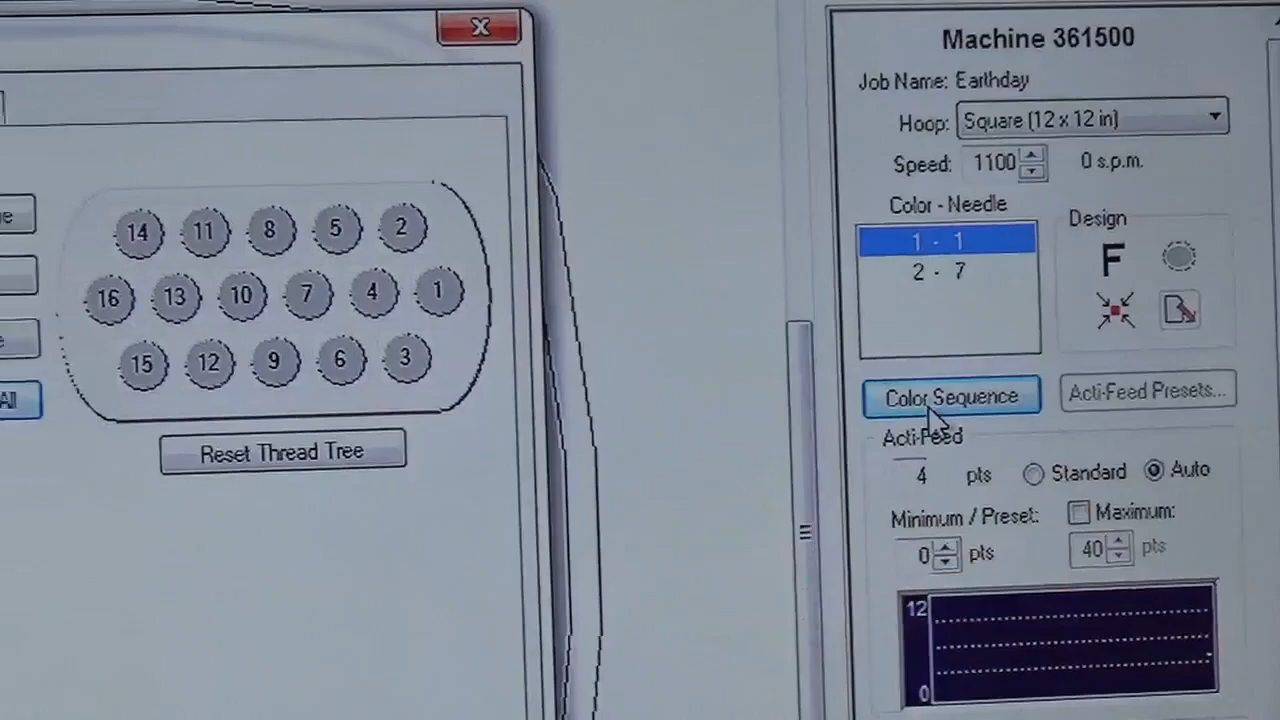 X
e
14 11 8 5 2
16 13 10 7 4 1
15 12 9 6 3
e
All
Reset Thread Tree
Machine 361500
Job Name: Earthday
Hoop: Square (12 x 12 in)
Speed: 1100 0 s.p.m.
Color - Needle
1 - 1
2 - 7
Design
F
Color Sequence
Acti-Feed Presets...
Acti-Feed
4 pts Standard Auto
Minimum / Preset: Maximum:
0 pts 40 pts
12
0